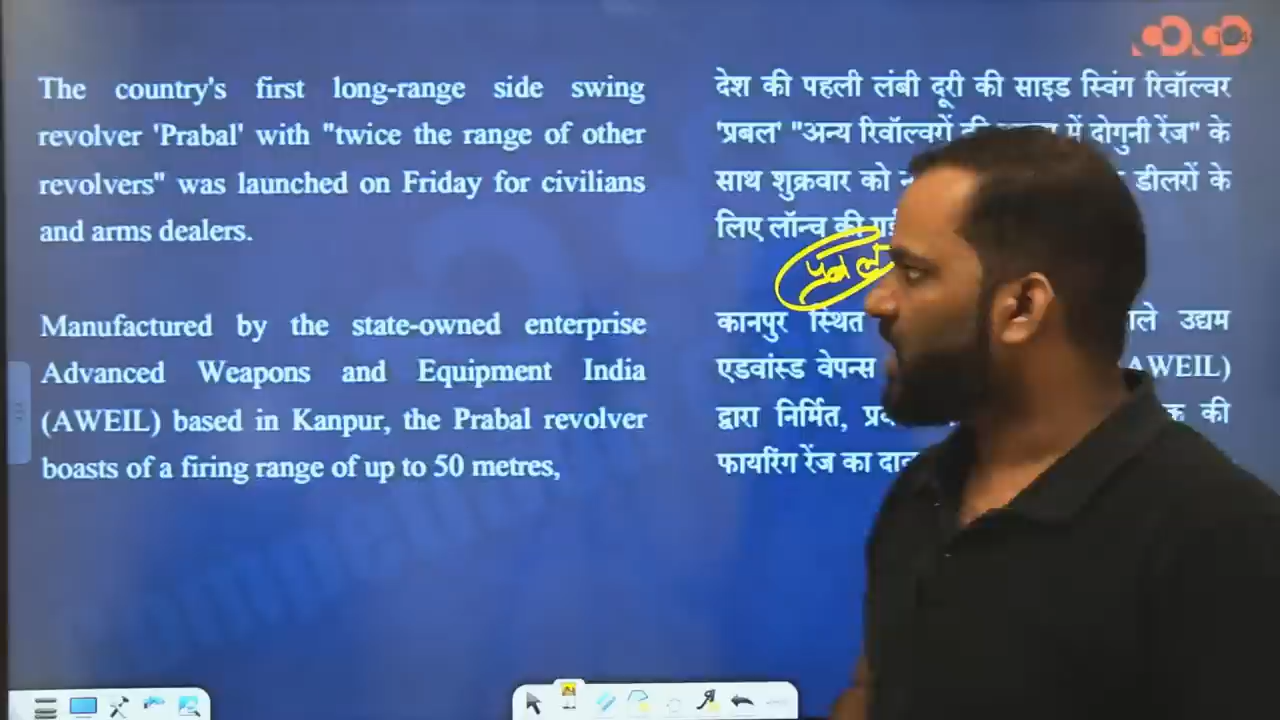 The country's first long-range side swing
revolver 'Prabal' with "twice the range of other
revolvers" was launched on Friday for civilians
and arms dealers.
Manufactured by the state-owned enterprise
Advanced Weapons and Equipment India
(AWEIL) based in Kanpur, the Prabal revolver
boasts of a firing range of up to 50 metres,
देश की पहली लंबी दूरी की साइड स्विंग रिवॉल्वर
'प्रबल' "अन्य रिवॉल्वरों में दोगुनी रेंज" के
साथ शुक्रवार को डीलरों के
लिए लॉन्च की
प्रबल
कानपुर स्थित उद्यम
एडवांस्ड वेपन्स AWEIL)
द्वारा निर्मित, की
फायरिंग रेंज का